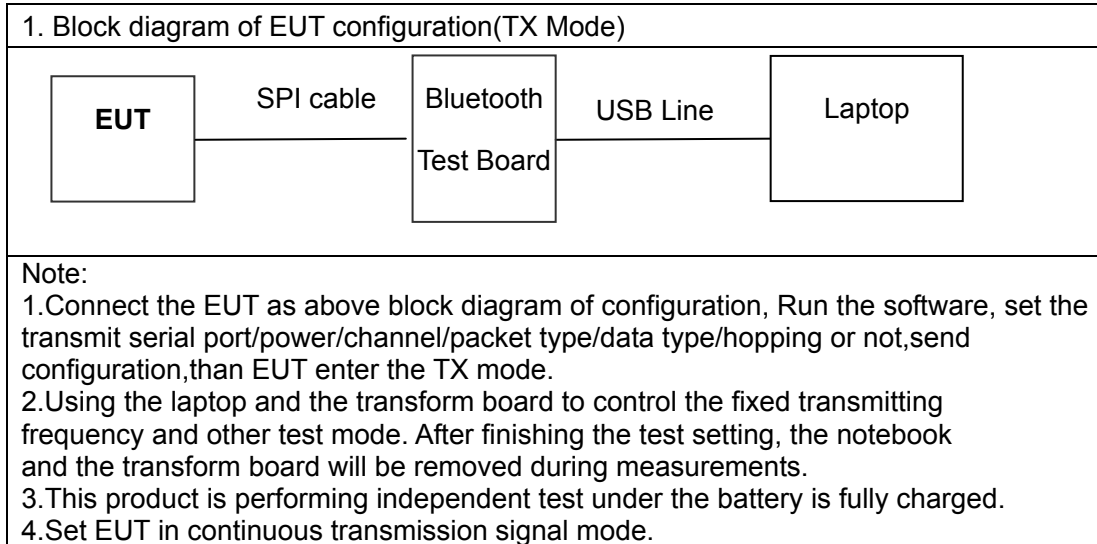 1. Block diagram of EUT configuration(TX Mode)
EUT
SPI cable
Bluetooth
Test Board
USB Line
Laptop
Note:
1.Connect the EUT as above block diagram of configuration, Run the software, set the
transmit serial port/power/channel/packet type/data type/hopping or not,send
configuration,than EUT enter the TX mode.
2.Using the laptop and the transform board to control the fixed transmitting
frequency and other test mode. After finishing the test setting, the notebook
and the transform board will be removed during measurements.
3.This product is performing independent test under the battery is fully charged.
4.Set EUT in continuous transmission signal mode.